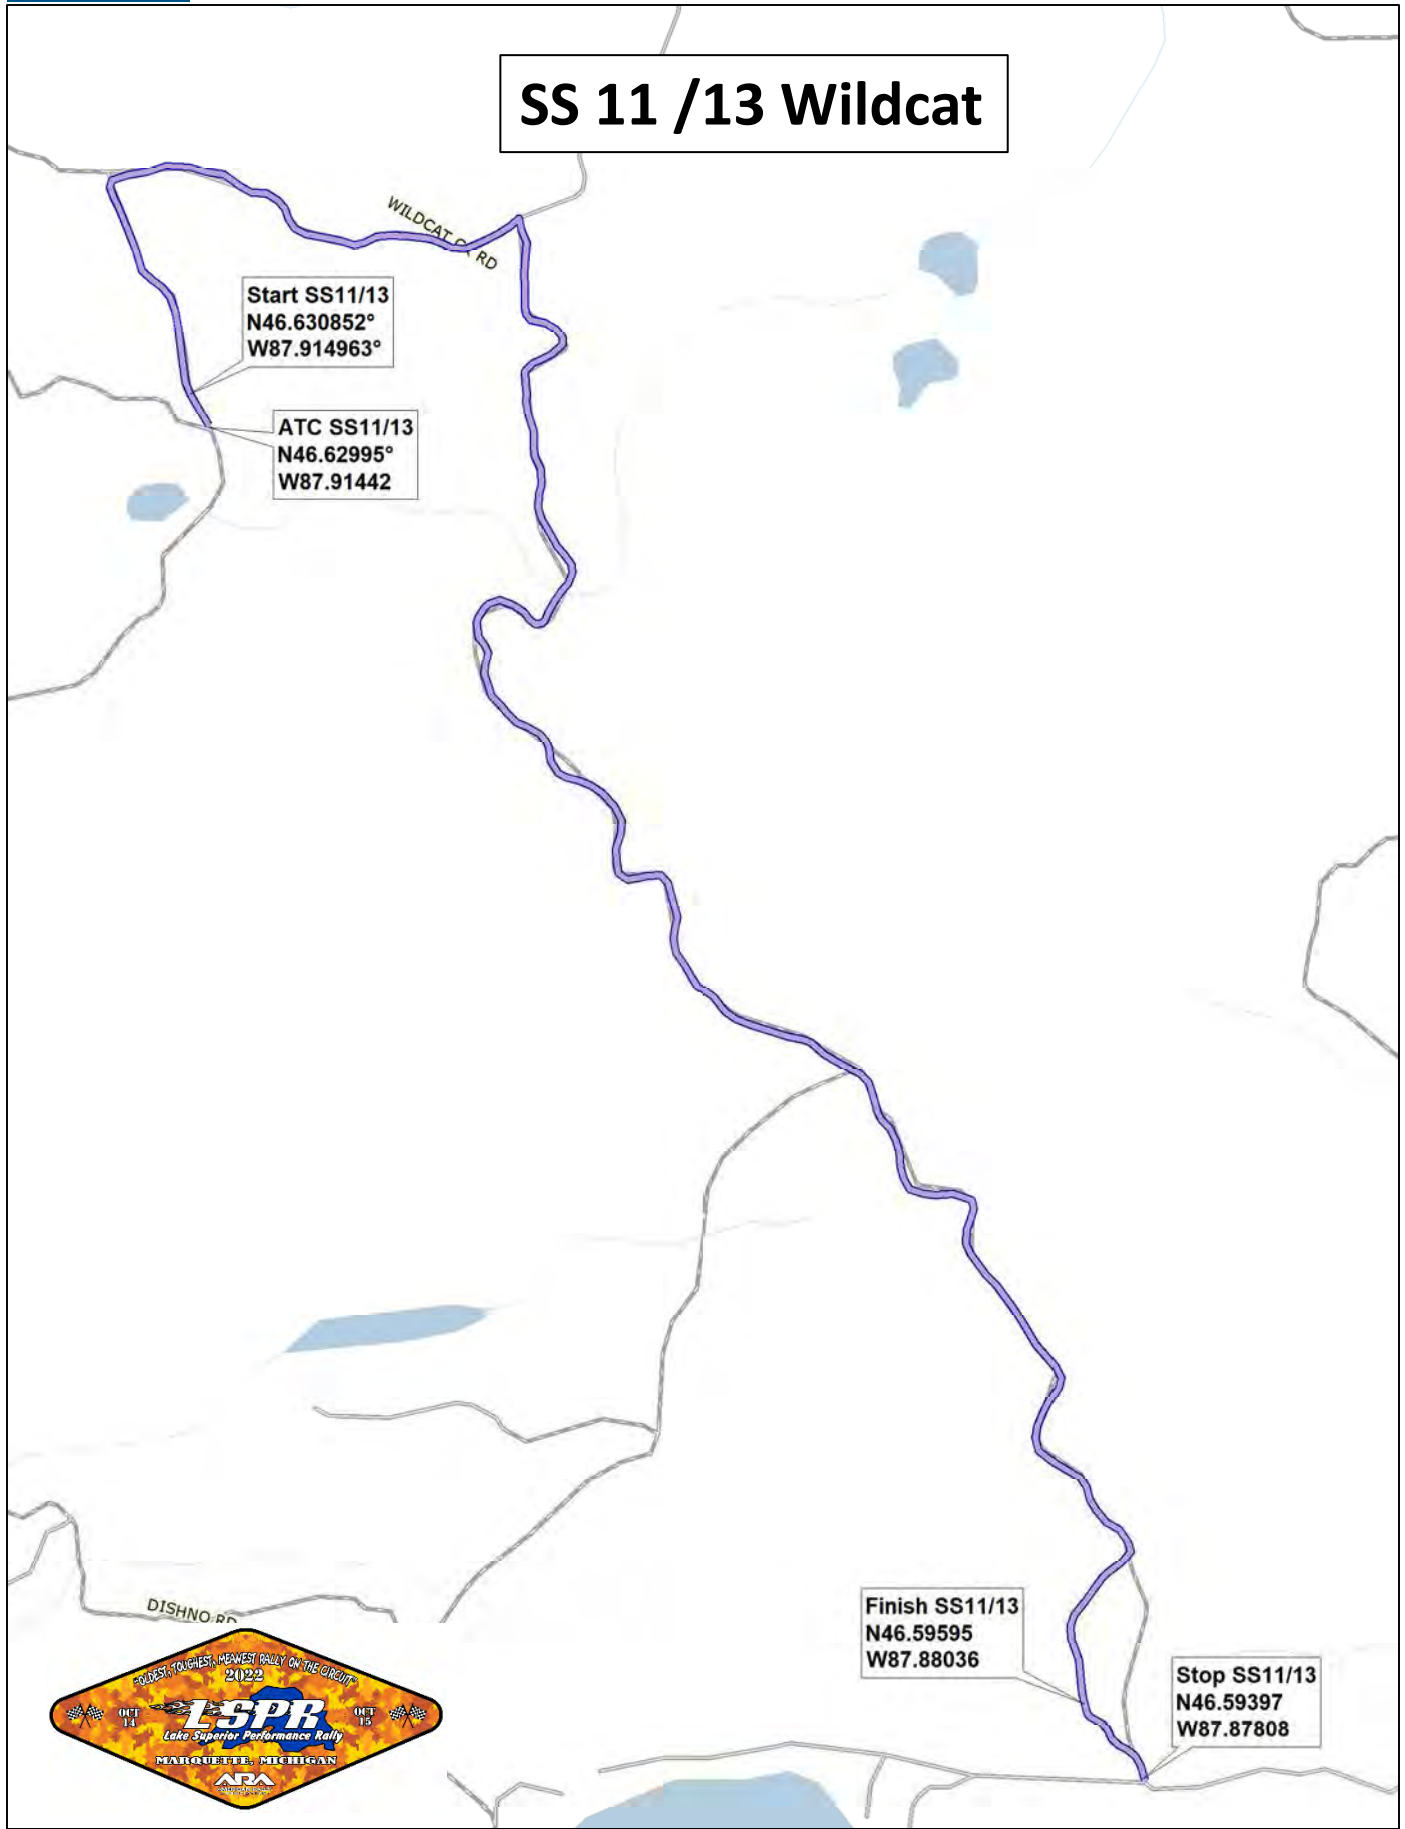 SS 11 /13 Wildcat
WILDCAT CK RD
Start SS11/13
N46.630852°
W87.914963°
ATC SS11/13
N46.62995°
W87.91442
Finish SS11/13
N46.59595
W87.88036
Stop SS11/13
N46.59397
W87.87808
DISHNO RD
"OLDEST, TOUGHEST, MEANEST RALLY ON THE CIRCUIT"
2022
OCT
14
LSPR
OCT
15
Lake Superior Performance Rally
MARQUETTE, MICHIGAN
ARA